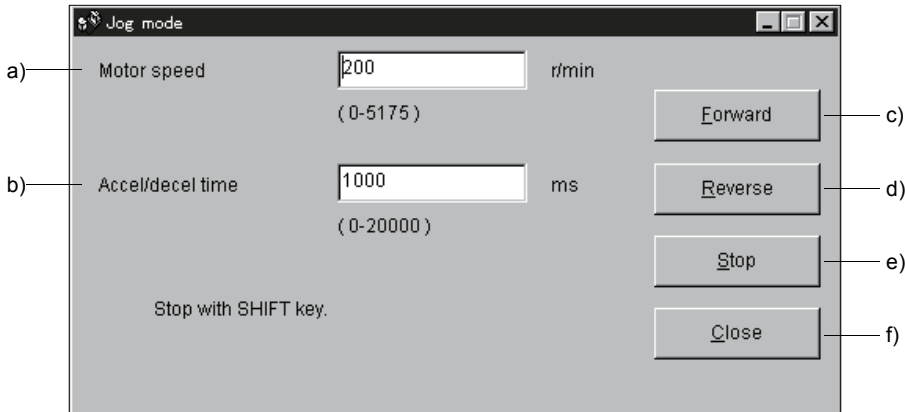 Jog mode
a) Motor speed 200 r/min
( 0-5175 )
Forward c)
b) Accel/decel time 1000 ms
Reverse d)
( 0-20000 )
Stop e)
Stop with SHIFT key.
Close f)